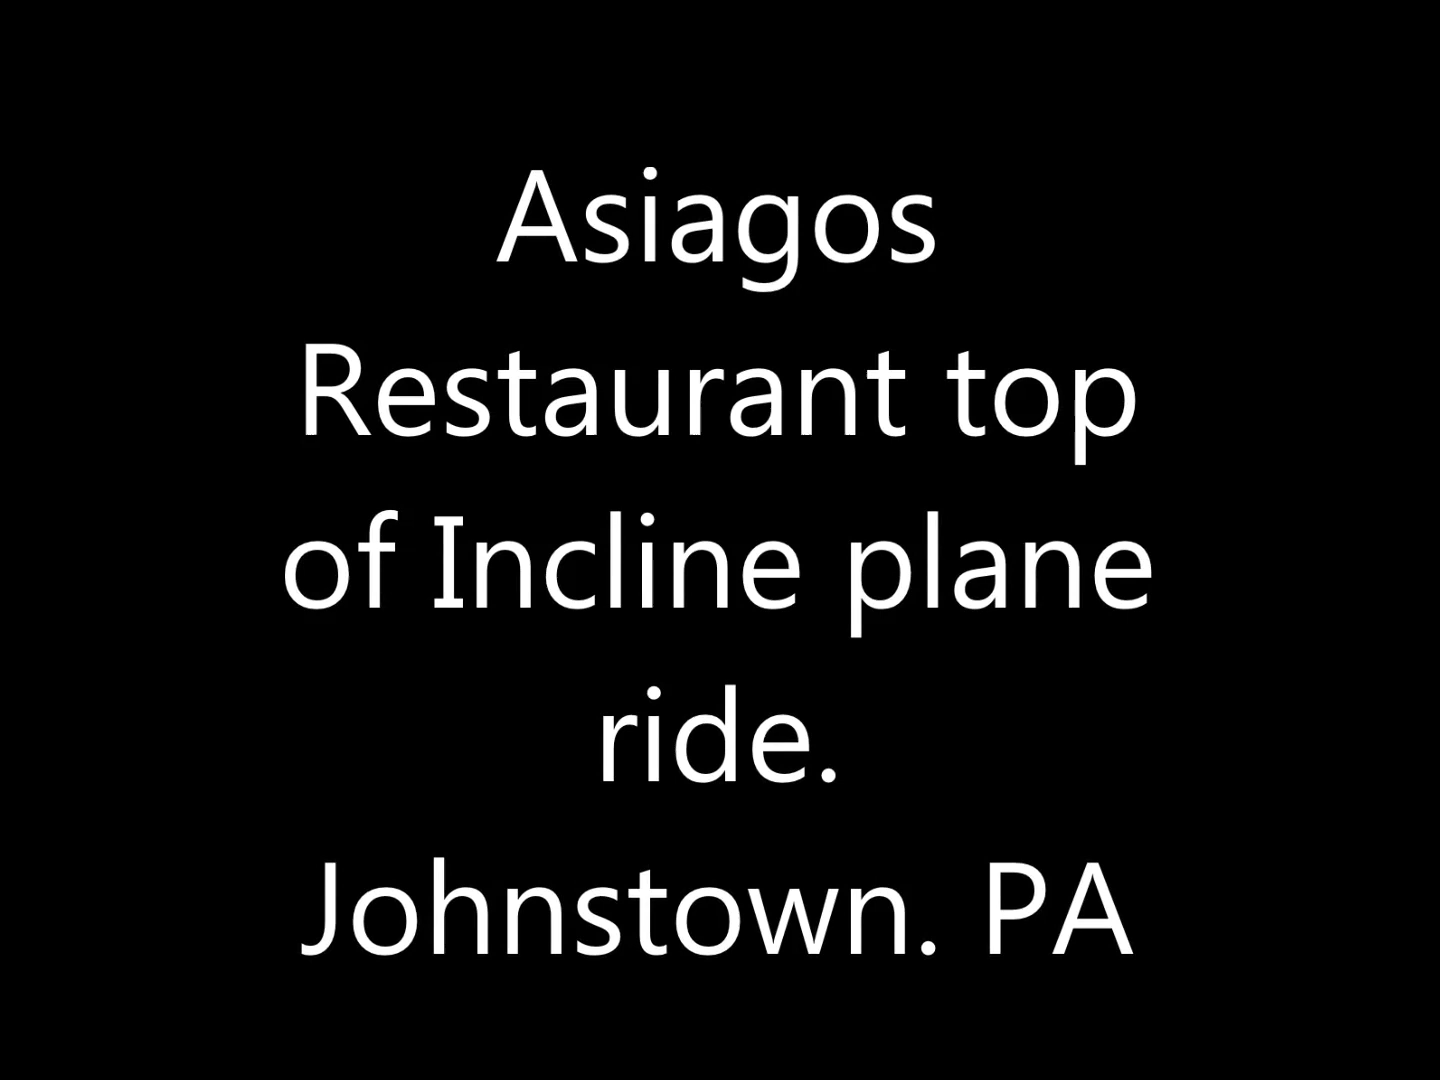 Asiagos
Restaurant top
of Incline plane
ride.
Johnstown. PA